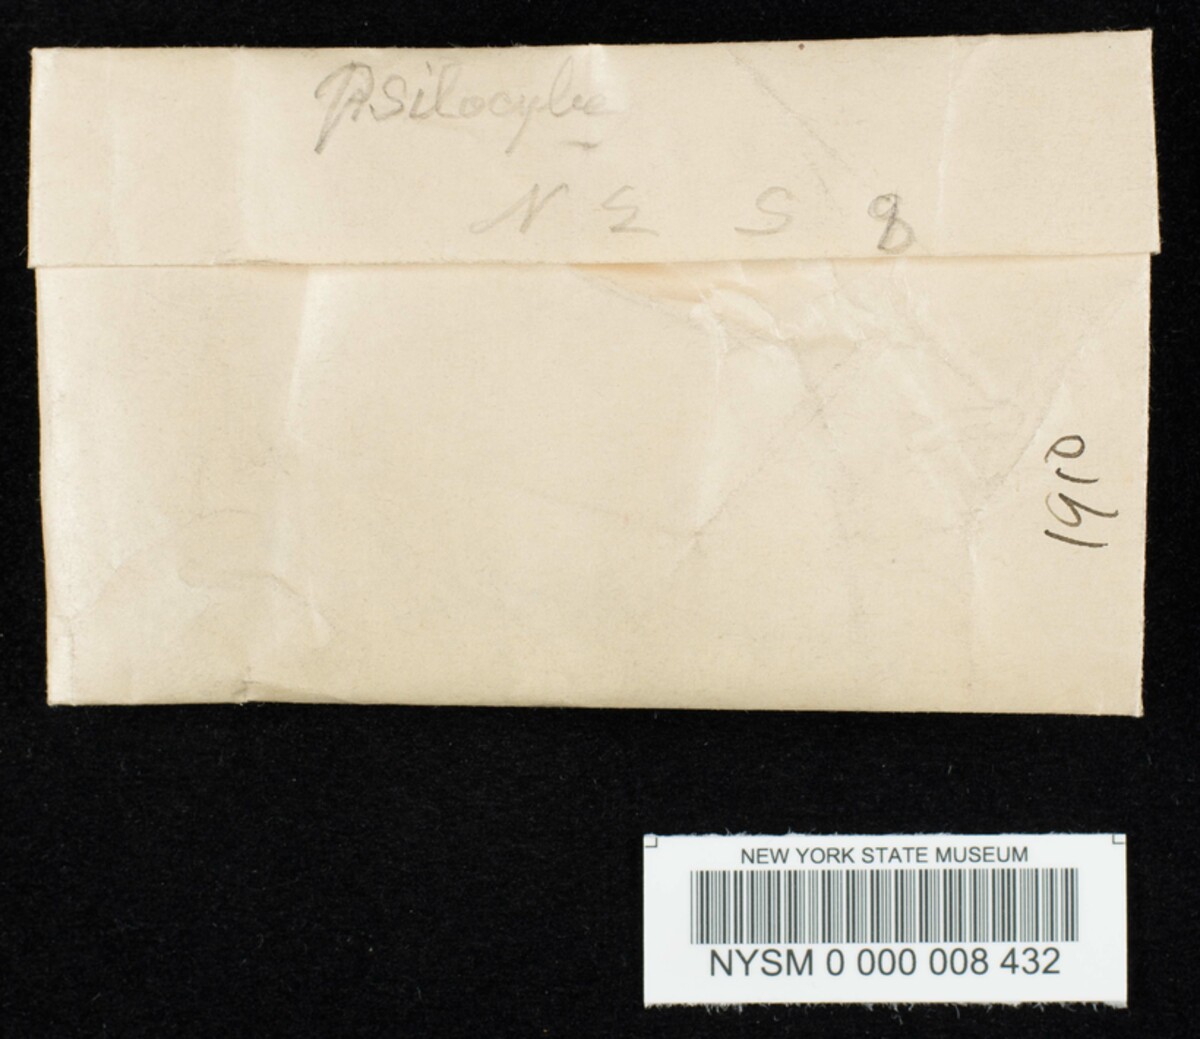 Psilocybe
N E S 8
1910
NEW YORK STATE MUSEUM
NYSM 0 000 008 432